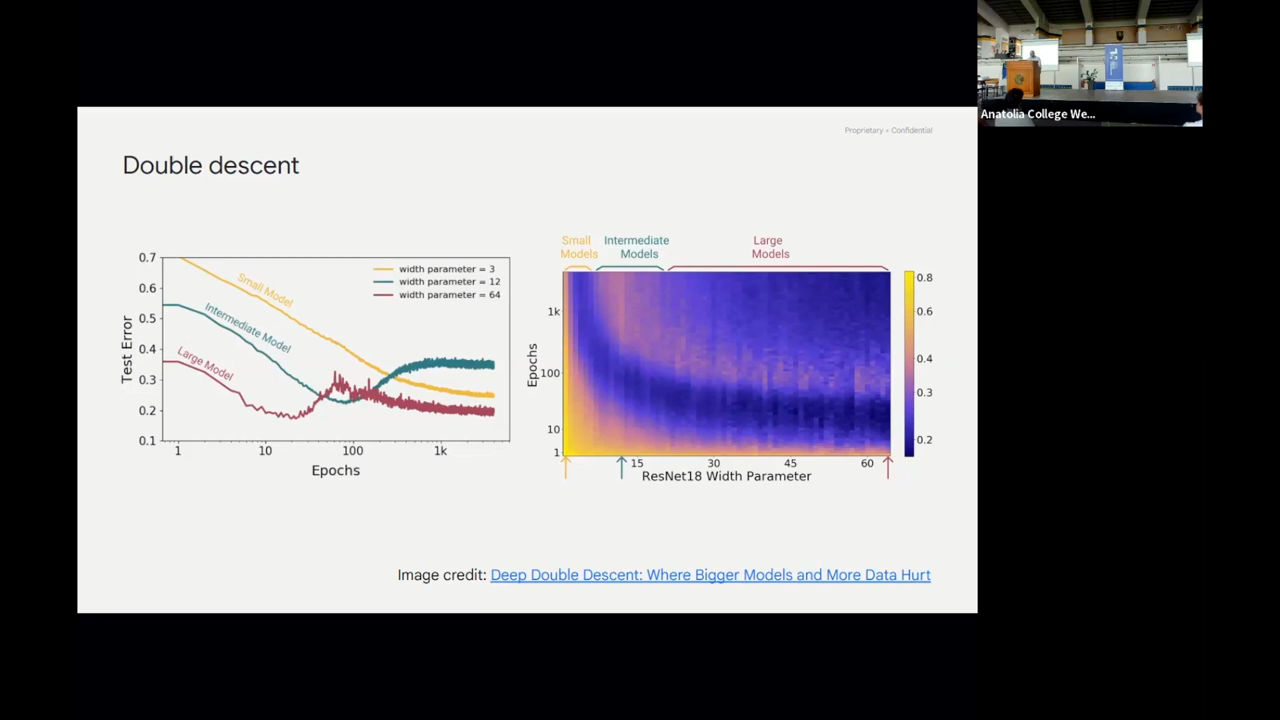 Anatolia College We...
Proprietary + Confidential
Double descent
0.7
0.6
0.5
0.4
0.3
0.2
0.1
Test Error
1
10
100
1k
Epochs
width parameter = 3
width parameter = 12
width parameter = 64
Small Model
Intermediate Model
Large Model
Small
Models
Intermediate
Models
Large
Models
1k
100
10
1
Epochs
15
30
45
60
ResNet18 Width Parameter
0.8
0.6
0.4
0.3
0.2
Image credit: Deep Double Descent: Where Bigger Models and More Data Hurt